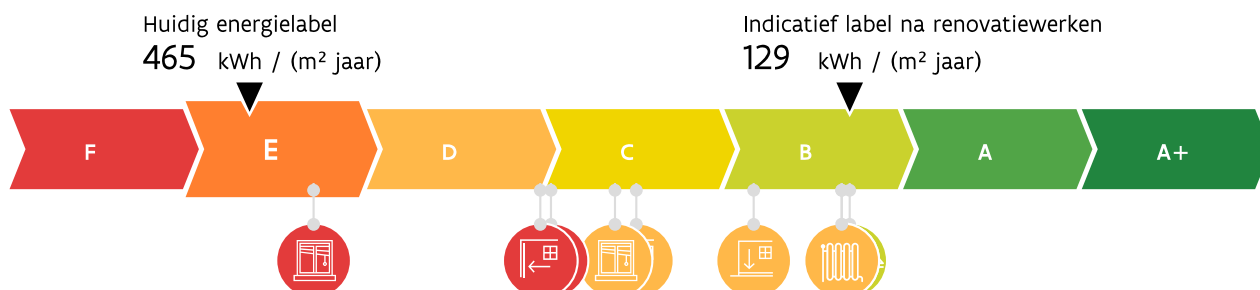 Huidig energielabel
465 kWh / (m² jaar)
Indicatief label na renovatiewerken
129 kWh / (m² jaar)
F E D C B A A+